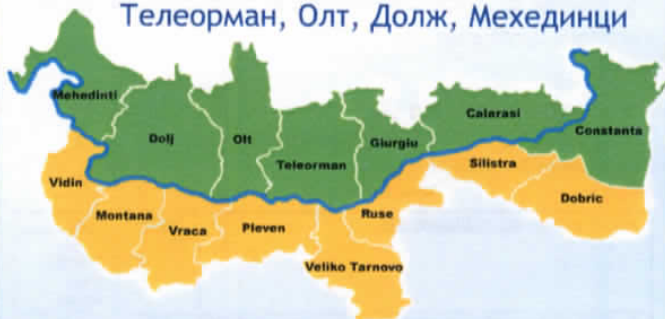 Телеорман, Олт, Долж, Мехединци
Mehedinti
Dolj
Olt
Teleorman
Giurgiu
Calarasi
Constanta
Vidin
Montana
Vraca
Pleven
Veliko Tarnovo
Ruse
Silistra
Dobric